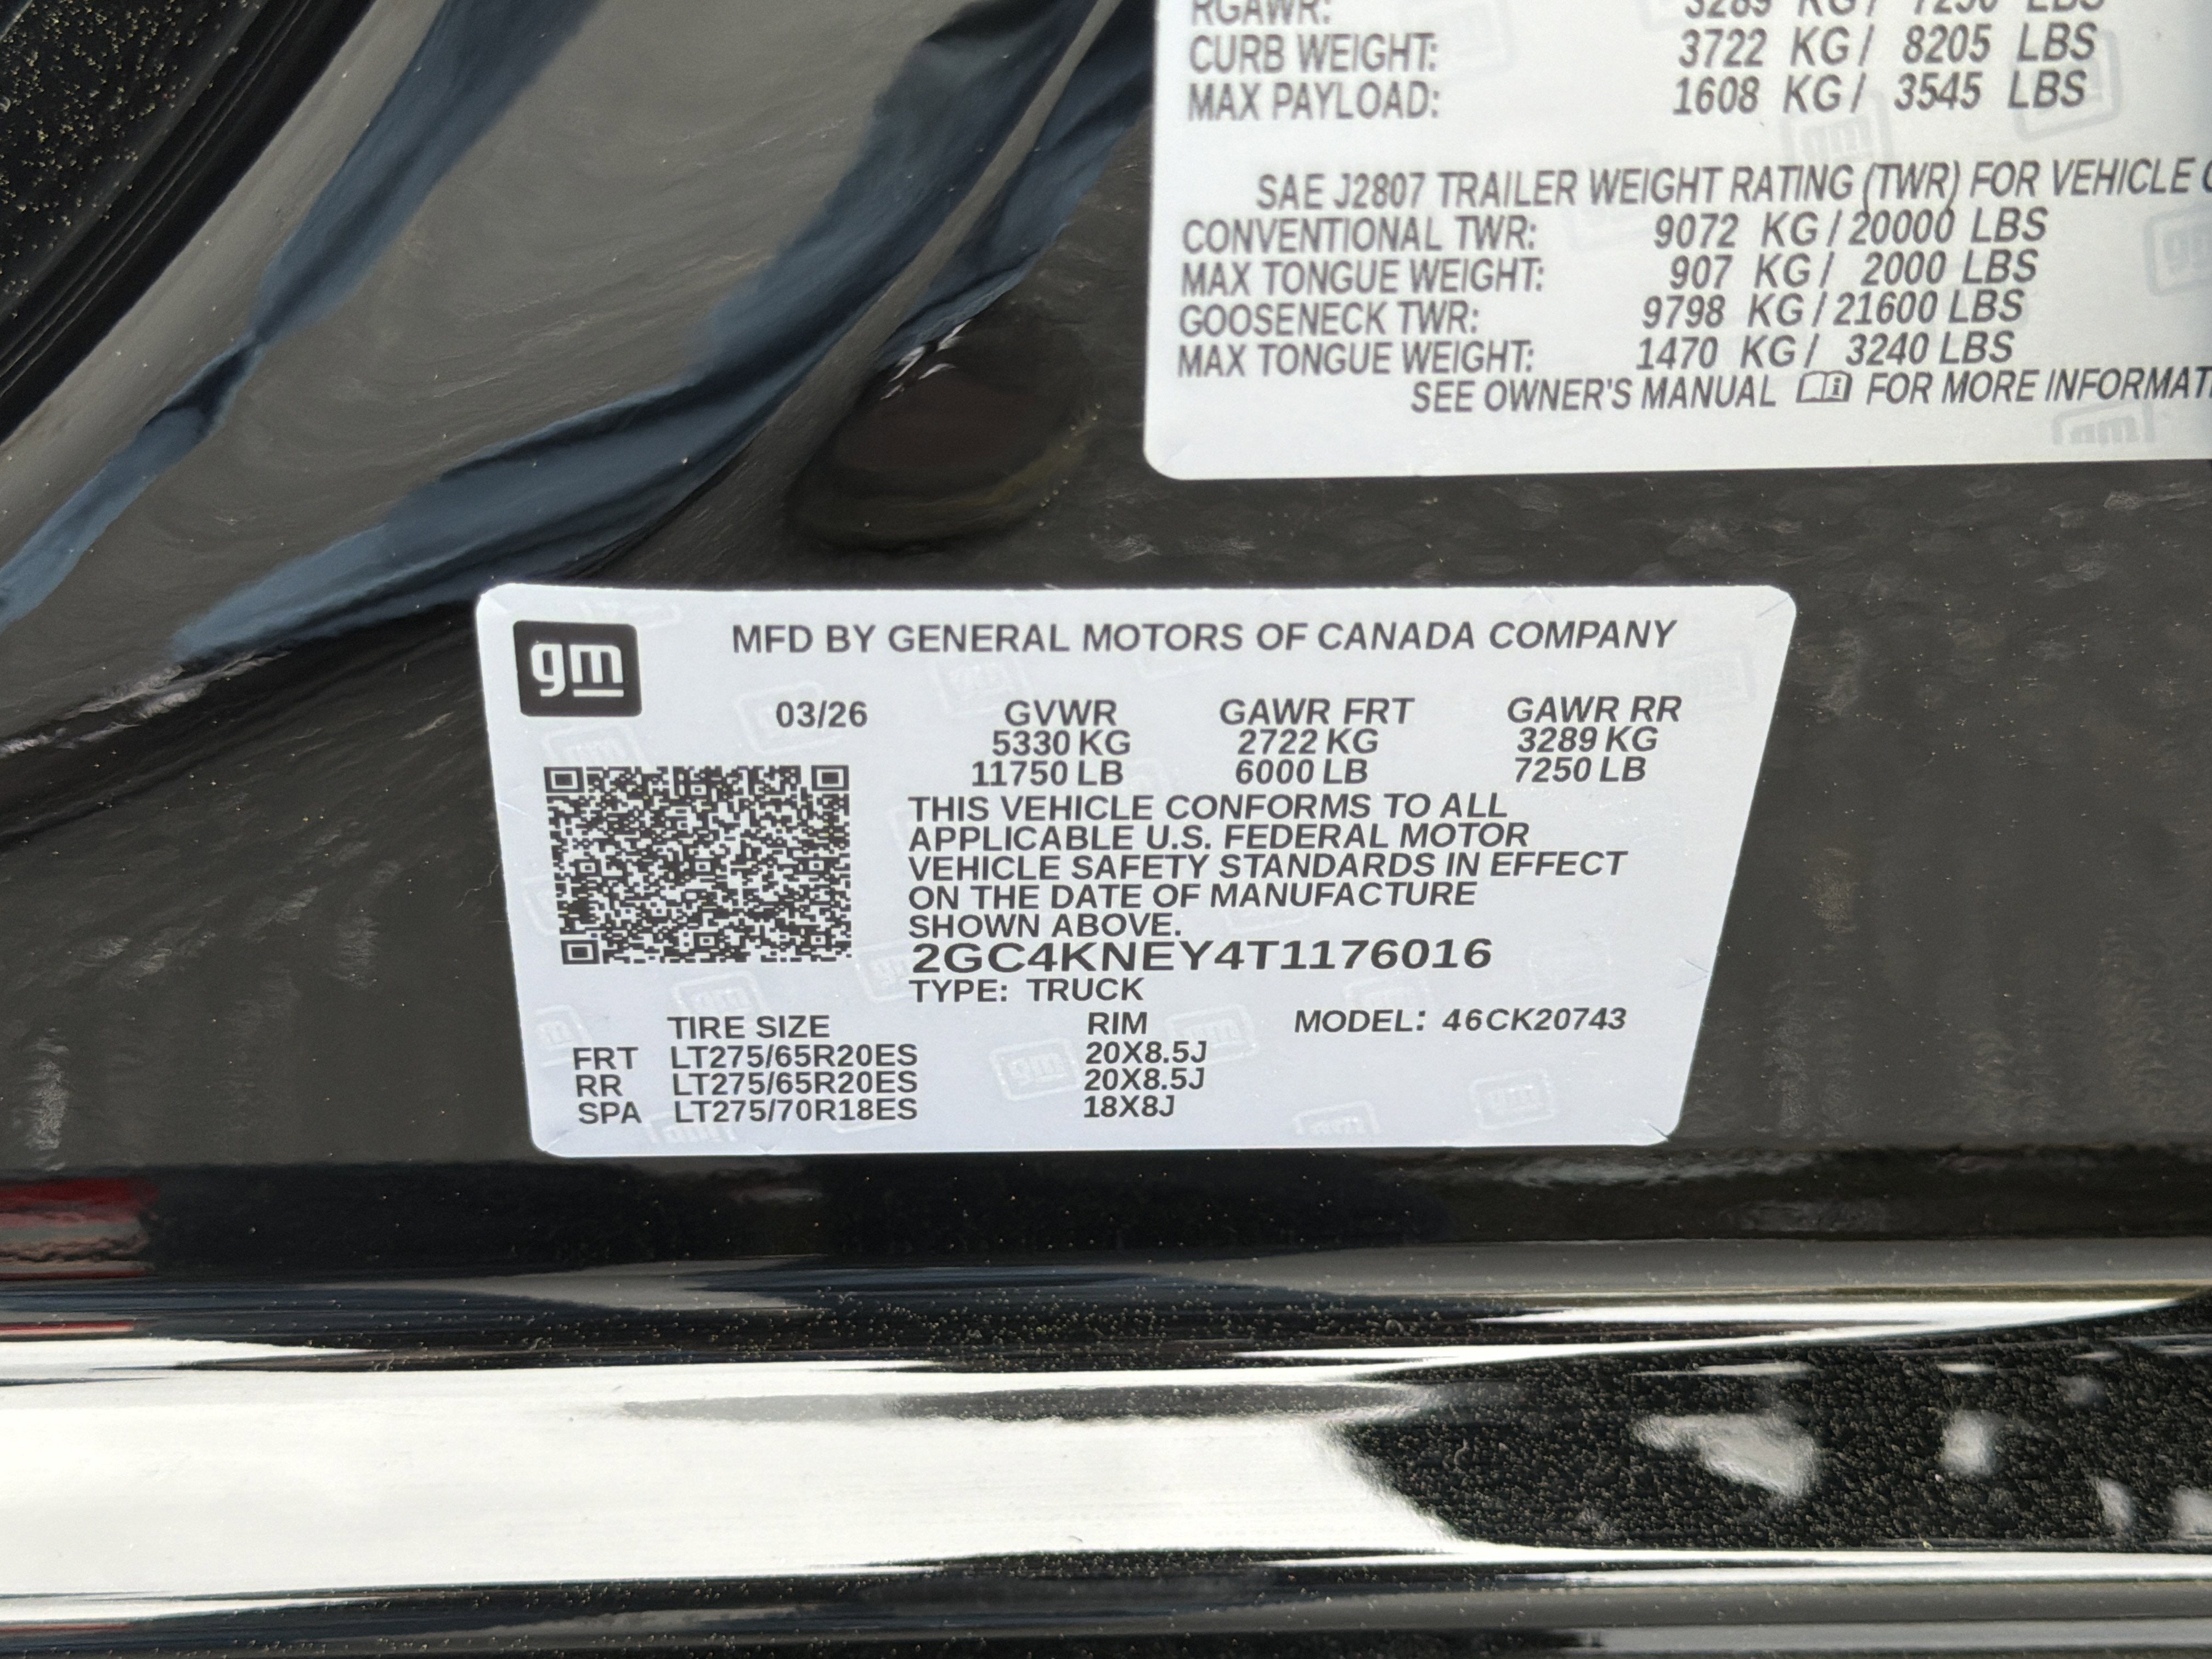 RGAWR: 3289 KG / 7250 LBS
CURB WEIGHT: 3722 KG / 8205 LBS
MAX PAYLOAD: 1608 KG / 3545 LBS
SAE J2807 TRAILER WEIGHT RATING (TWR) FOR VEHICLE
CONVENTIONAL TWR: 9072 KG / 20000 LBS
MAX TONGUE WEIGHT: 907 KG / 2000 LBS
GOOSENECK TWR: 9798 KG / 21600 LBS
MAX TONGUE WEIGHT: 1470 KG / 3240 LBS
SEE OWNER'S MANUAL FOR MORE INFORMATI
gm
MFD BY GENERAL MOTORS OF CANADA COMPANY
03/26 GVWR GAWR FRT GAWR RR
5330 KG 2722 KG 3289 KG
11750 LB 6000 LB 7250 LB
THIS VEHICLE CONFORMS TO ALL
APPLICABLE U.S. FEDERAL MOTOR
VEHICLE SAFETY STANDARDS IN EFFECT
ON THE DATE OF MANUFACTURE
SHOWN ABOVE.
2GC4KNEY4T1176016
TYPE: TRUCK
TIRE SIZE RIM MODEL: 46CK20743
FRT LT275/65R20ES 20X8.5J
RR LT275/65R20ES 20X8.5J
SPA LT275/70R18ES 18X8J